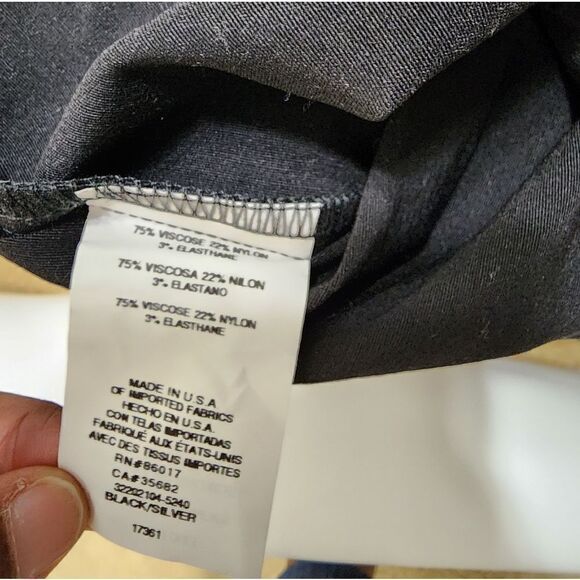 75% VISCOSE 22% NYLON
3% ELASTHANE
75% VISCOSA 22% NILON
3% ELASTANO
75% VISCOSE 22% NYLON
3% ELASTHANE
MADE IN U.S.A
OF IMPORTED FABRICS
HECHO EN U.S.A
CON TELAS IMPORTADAS
FABRIQUÉ AUX ÉTATS-UNIS
AVEC DES TISSUS IMPORTES
RN#86017
CA#35682
32202104-5240
BLACK/SILVER
17361